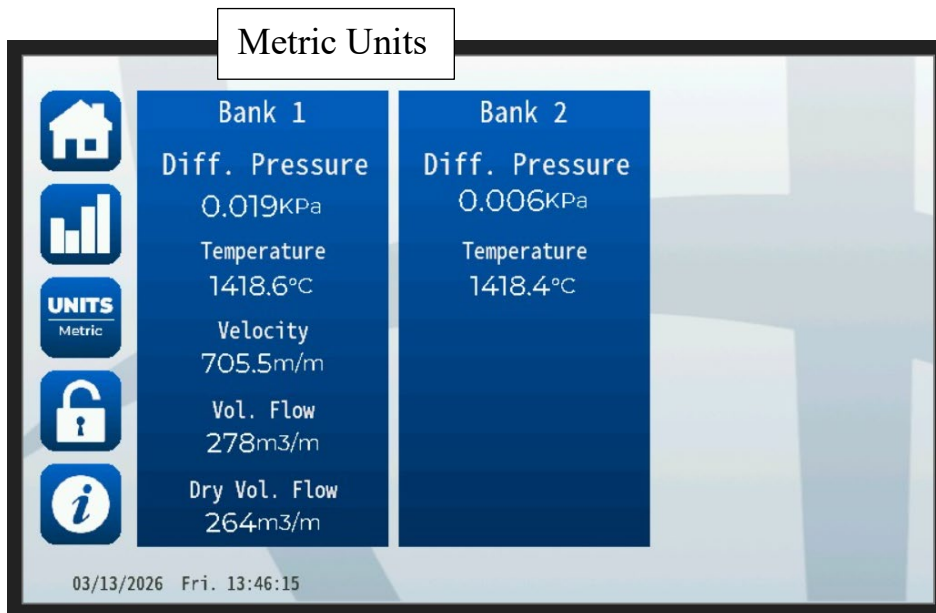 Metric Units
Bank 1
Diff. Pressure
0.019KPa
Temperature
1418.6°C
Velocity
705.5m/m
Vol. Flow
278m3/m
Dry Vol. Flow
264m3/m
Bank 2
Diff. Pressure
0.006KPa
Temperature
1418.4°C
UNITS
Metric
i
03/13/2026 Fri. 13:46:15